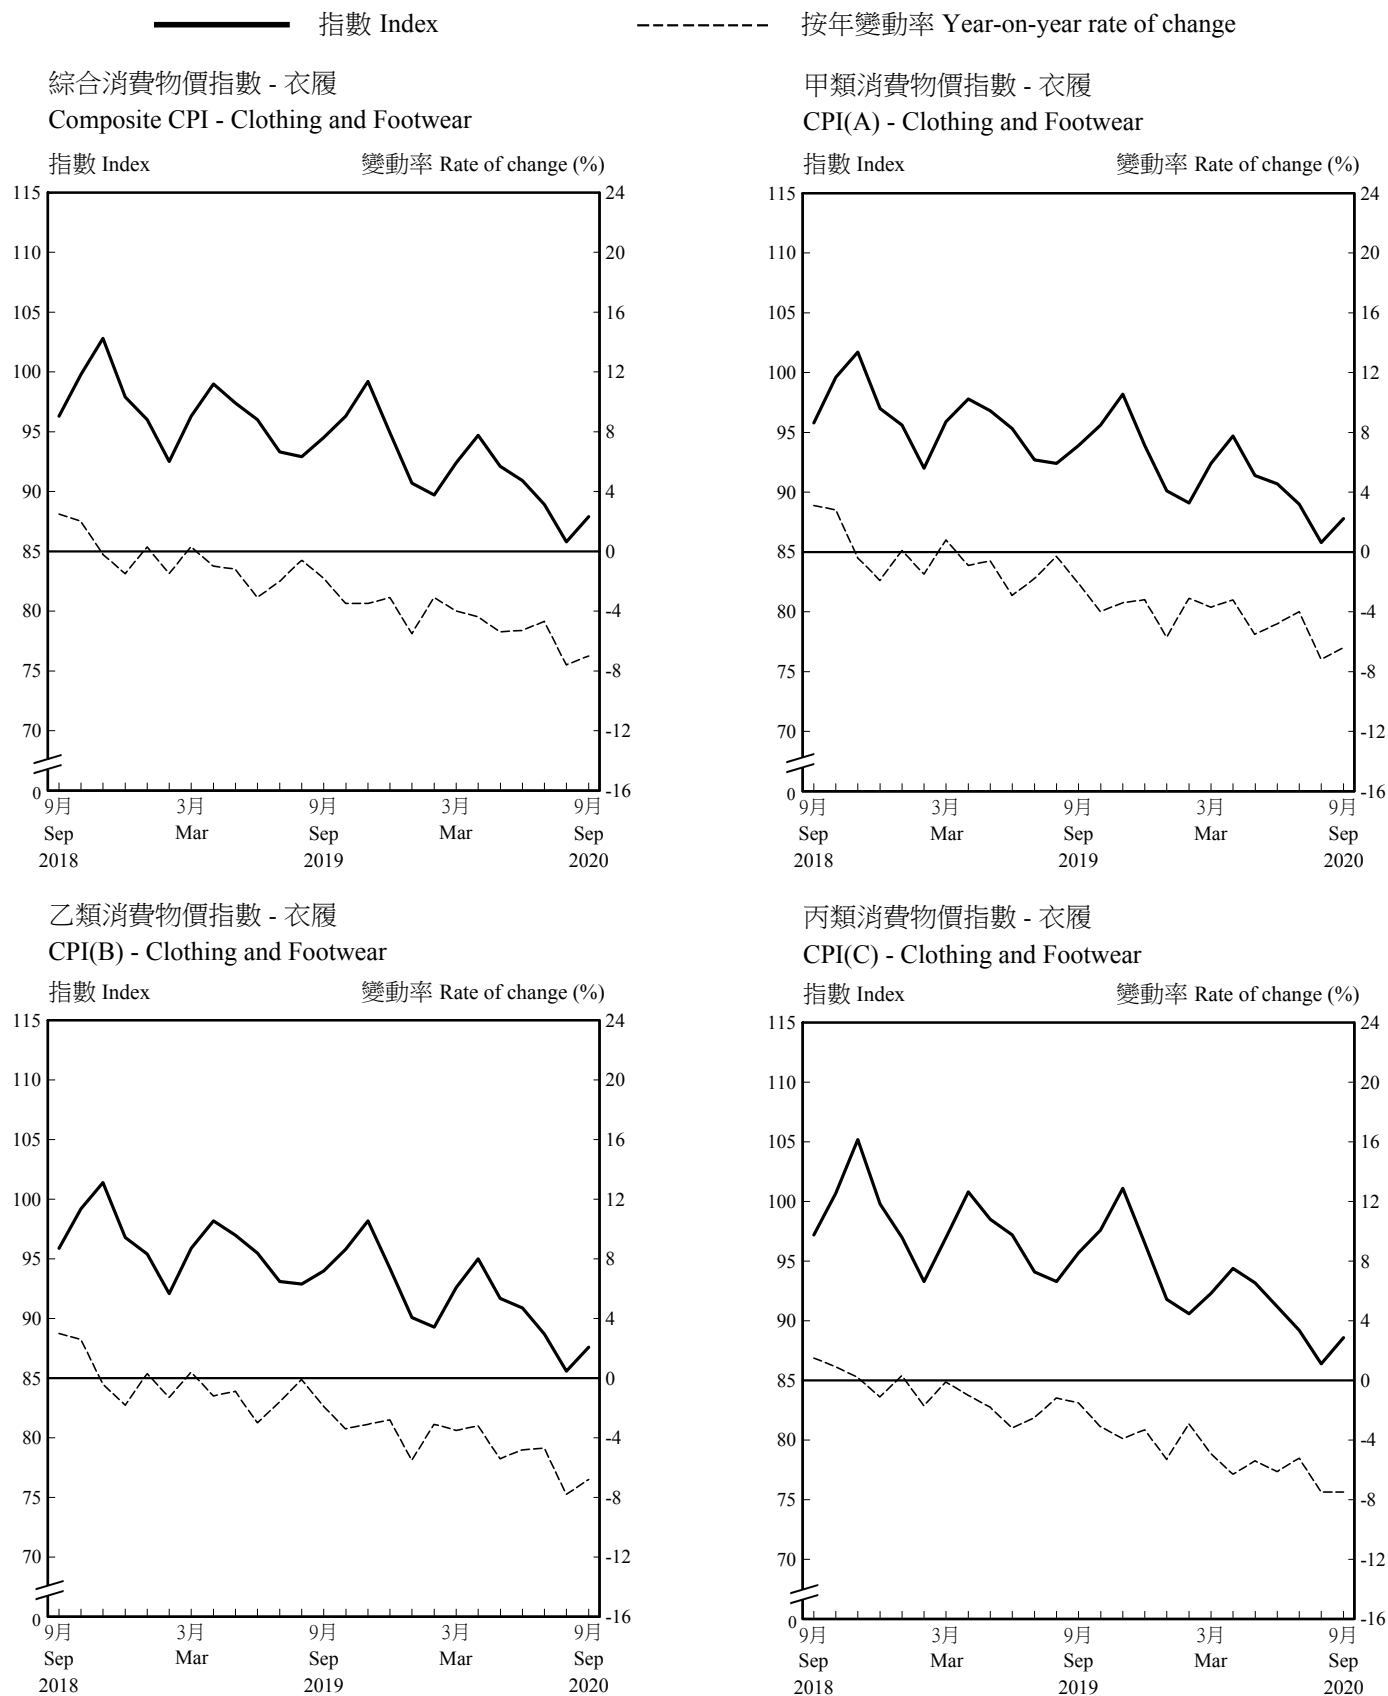 指數 Index
按年變動率 Year-on-year rate of change
綜合消費物價指數 - 衣履
Composite CPI - Clothing and Footwear
指數 Index 變動率 Rate of change (%)
115 24
110 20
105 16
100 12
95 8
90 4
85 0
80 -4
75 -8
70 -12
0 -16
9月 3月 9月 3月 9月
Sep Mar Sep Mar Sep
2018 2019 2020
甲類消費物價指數 - 衣履
CPI(A) - Clothing and Footwear
指數 Index 變動率 Rate of change (%)
115 24
110 20
105 16
100 12
95 8
90 4
85 0
80 -4
75 -8
70 -12
0 -16
9月 3月 9月 3月 9月
Sep Mar Sep Mar Sep
2018 2019 2020
乙類消費物價指數 - 衣履
CPI(B) - Clothing and Footwear
指數 Index 變動率 Rate of change (%)
115 24
110 20
105 16
100 12
95 8
90 4
85 0
80 -4
75 -8
70 -12
0 -16
9月 3月 9月 3月 9月
Sep Mar Sep Mar Sep
2018 2019 2020
丙類消費物價指數 - 衣履
CPI(C) - Clothing and Footwear
指數 Index 變動率 Rate of change (%)
115 24
110 20
105 16
100 12
95 8
90 4
85 0
80 -4
75 -8
70 -12
0 -16
9月 3月 9月 3月 9月
Sep Mar Sep Mar Sep
2018 2019 2020